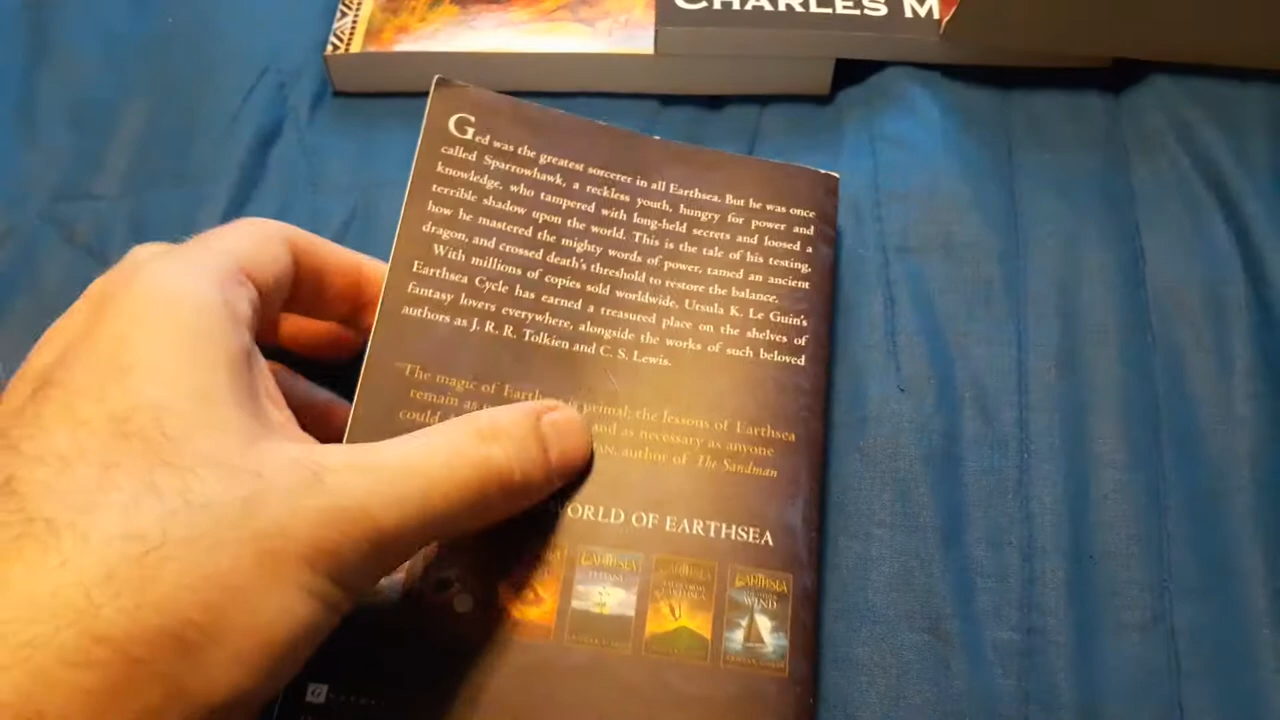 CHARLES M
Ged was the greatest sorcerer in all Earthsea. But he was once
called Sparrowhawk, a reckless youth, hungry for power and
knowledge, who tampered with long-held secrets and loosed a
terrible shadow upon the world. This is the tale of his testing,
how he mastered the mighty words of power, tamed an ancient
dragon, and crossed death's threshold to restore the balance.
With millions of copies sold worldwide, Ursula K. Le Guin's
Earthsea Cycle has earned a treasured place on the shelves of
fantasy lovers everywhere, alongside the works of such beloved
authors as J. R. R. Tolkien and C. S. Lewis.
"The magic of Earthsea is primal; the lessons of Earthsea
remain as and as necessary as anyone
could
author of The Sandman
ORLD OF EARTHSEA
EARTHSEA
TEHANU
EARTHSEA
TALES FROM
EARTHSEA
EARTHSEA
THE OTHER
WIND